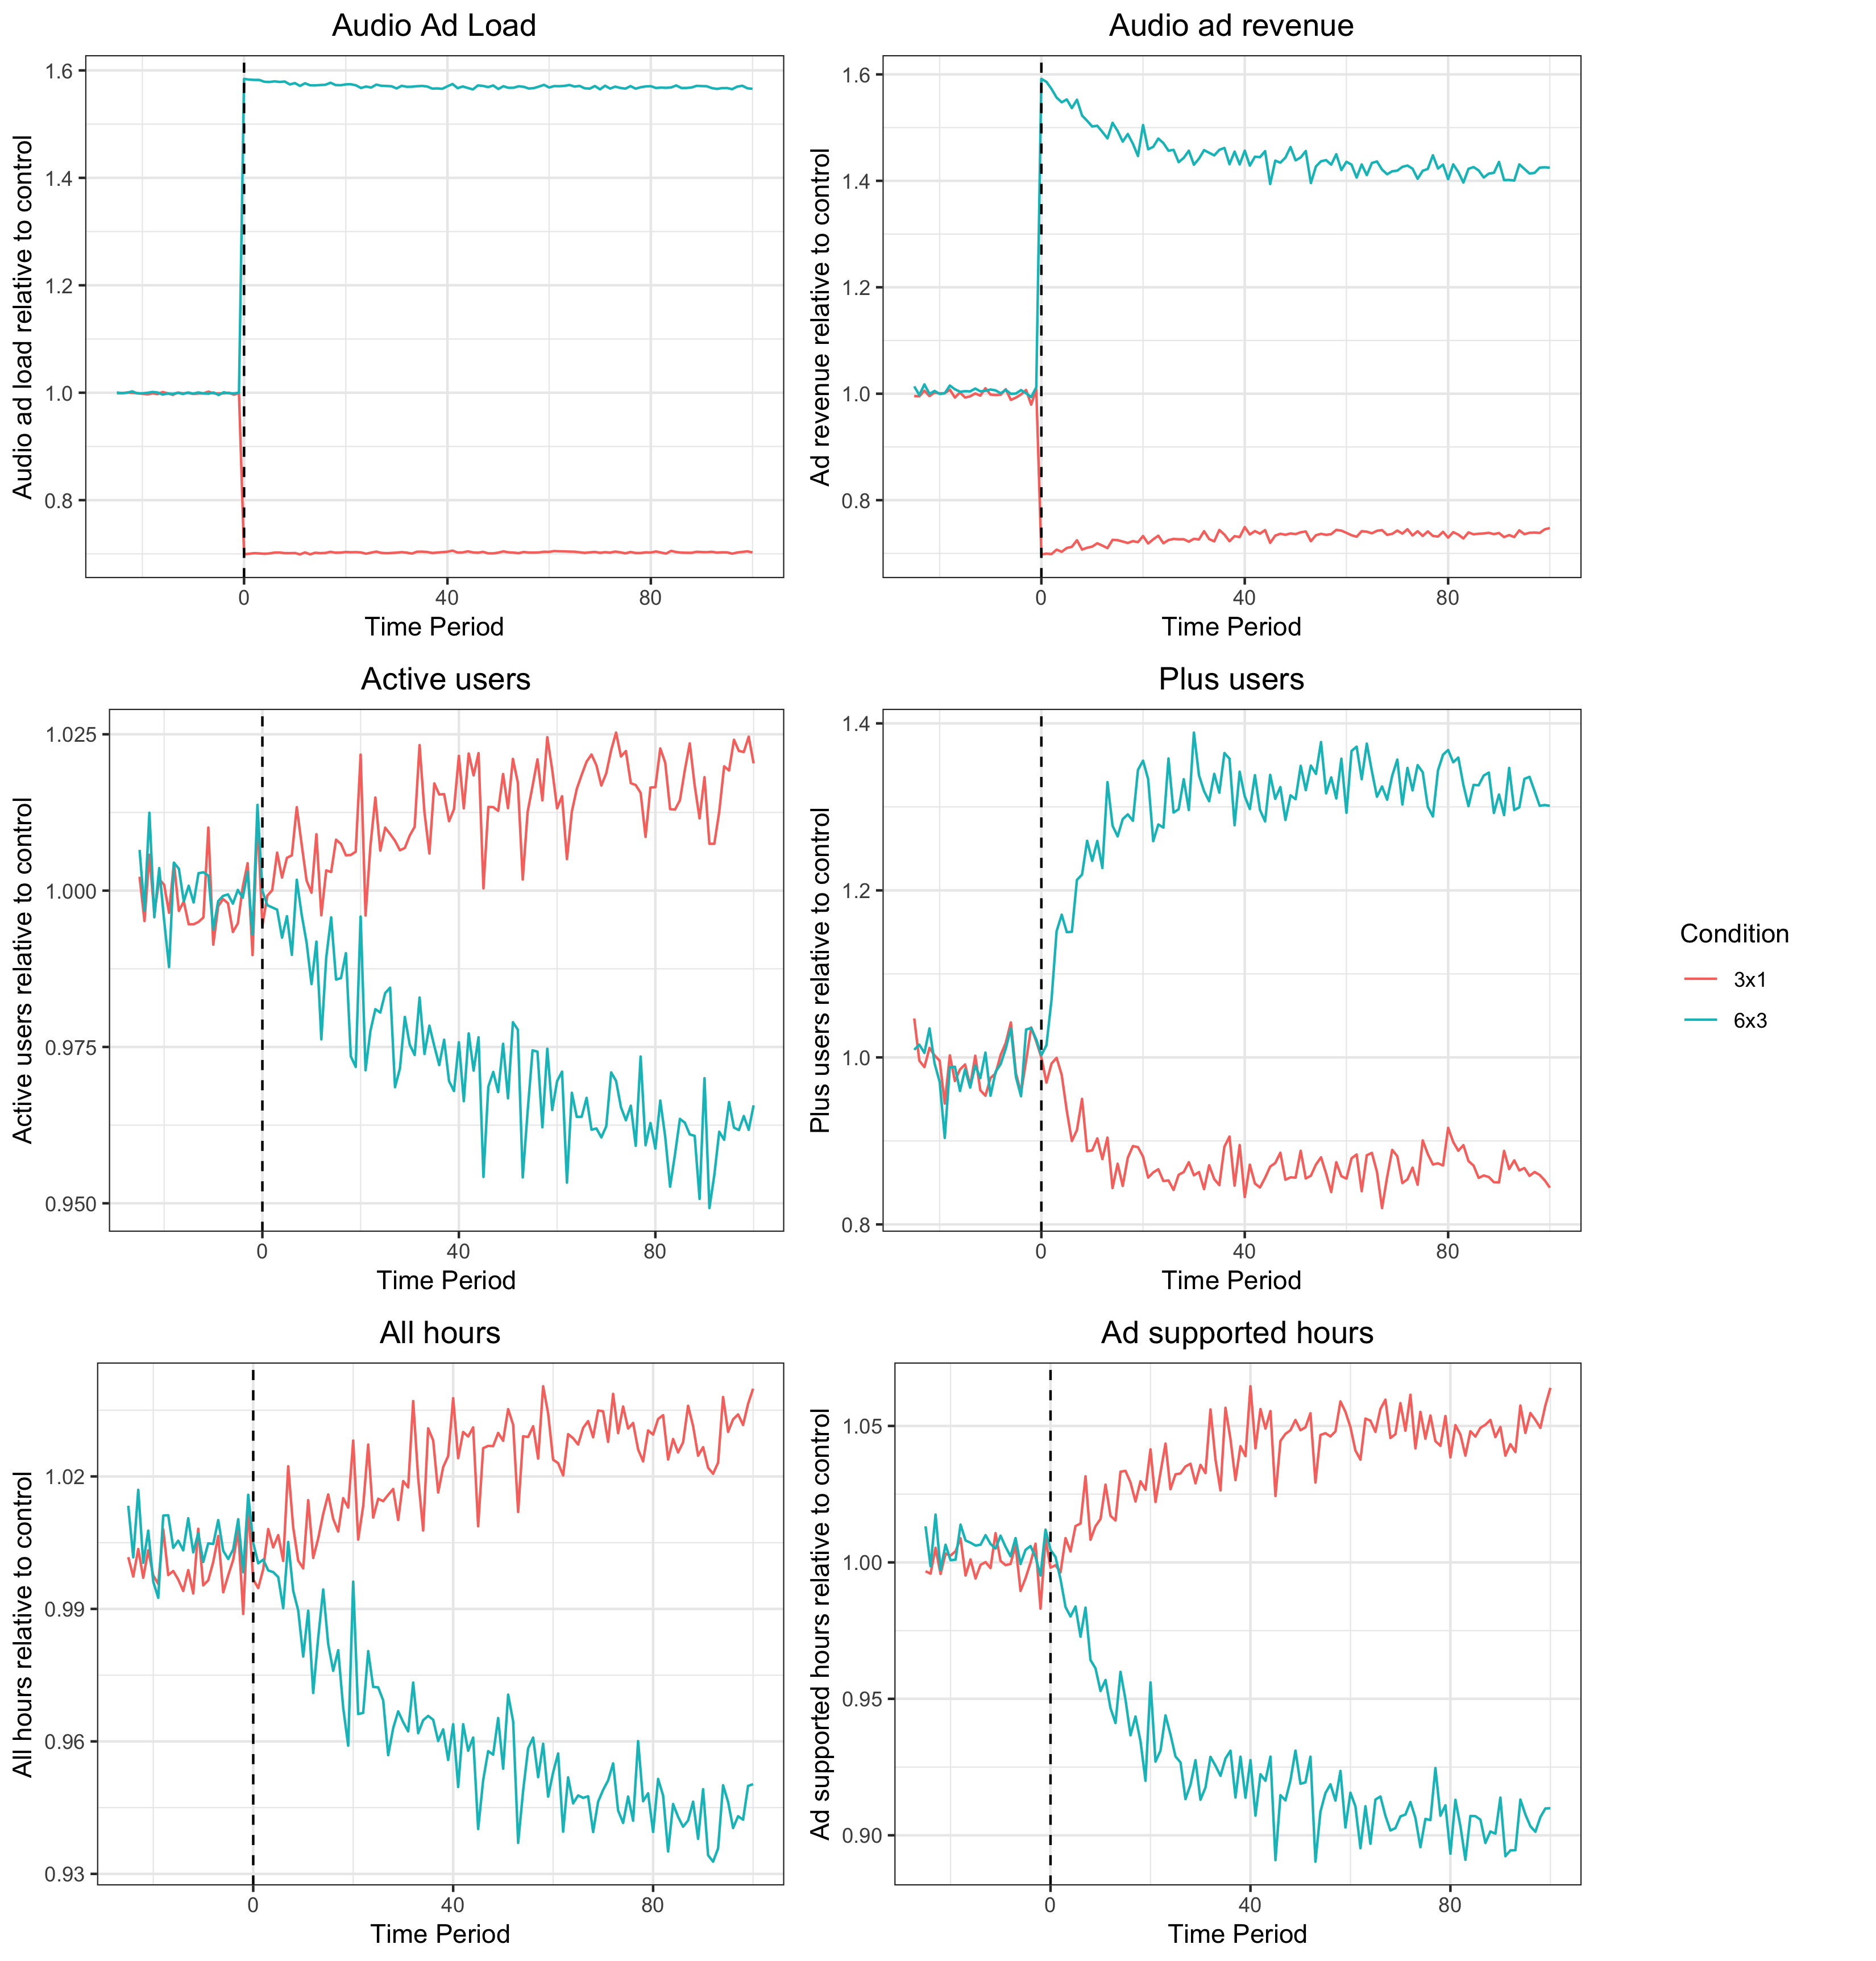 Audio Ad Load
Audio ad load relative to control
1.6
1.4
1.2
1.0
0.8
0 40 80
Time Period
Audio ad revenue
Ad revenue relative to control
1.6
1.4
1.2
1.0
0.8
0 40 80
Time Period
Active users
Active users relative to control
1.025
1.000
0.975
0.950
0 40 80
Time Period
Plus users
Plus users relative to control
1.4
1.2
1.0
0.8
0 40 80
Time Period
Condition
3x1
6x3
All hours
All hours relative to control
1.02
0.99
0.96
0.93
0 40 80
Time Period
Ad supported hours
Ad supported hours relative to control
1.05
1.00
0.95
0.90
0 40 80
Time Period